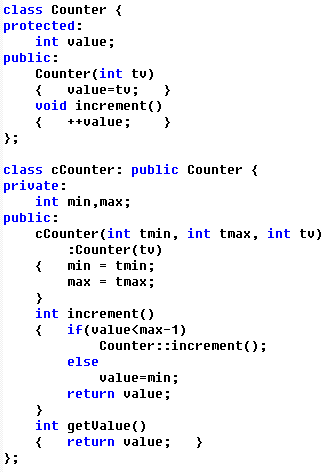 class Counter {
protected:
    int value;
public:
    Counter(int tv)
    {   value=tv;   }
    void increment()
    {   ++value;    }
};

class cCounter: public Counter {
private:
    int min,max;
public:
    cCounter(int tmin, int tmax, int tv)
        :Counter(tv)
    {   min = tmin;
        max = tmax;
    }
    int increment()
    {   if(value<max-1)
            Counter::increment();
        else
            value=min;
        return value;
    }
    int getValue()
    {   return value;   }
};